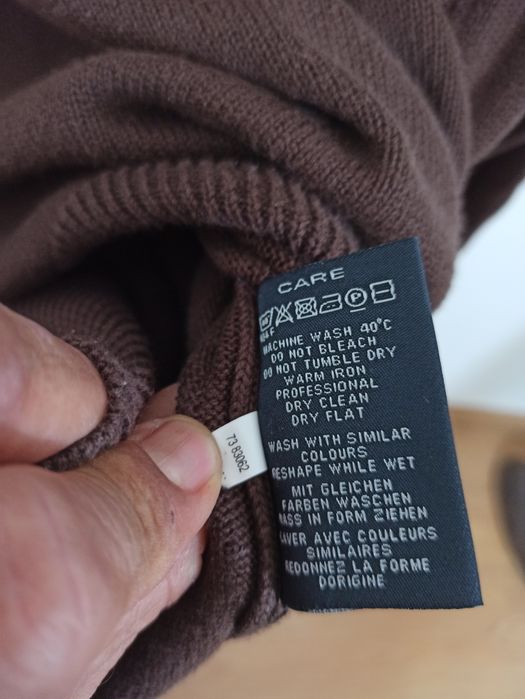 CARE
MACHINE WASH 40°C
DO NOT BLEACH
DO NOT TUMBLE DRY
WARM IRON
PROFESSIONAL
DRY CLEAN
DRY FLAT
WASH WITH SIMILAR
COLOURS
RESHAPE WHILE WET
MIT GLEICHEN
FARBEN WASCHEN
NASS IN FORM ZIEHEN
LAVER AVEC COULEURS
SIMILAIRES
REDONNEZ LA FORME
DORIGINE
73 83062